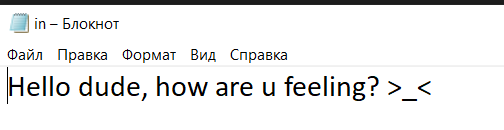 in – Блокнот
Файл Правка Формат Вид Справка
Hello dude, how are u feeling? >_<